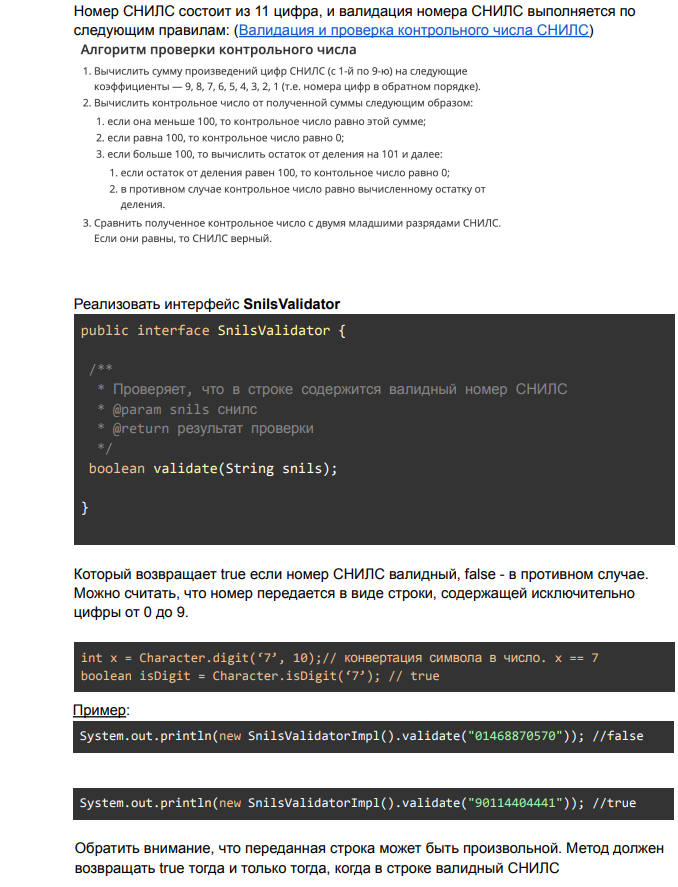 Номер СНИЛС состоит из 11 цифра, и валидация номера СНИЛС выполняется по
следующим правилам: (Валидация и проверка контрольного числа СНИЛС)
Алгоритм проверки контрольного числа
1. Вычислить сумму произведений цифр СНИЛС (с 1-й по 9-ю) на следующие
коэффициенты — 9, 8, 7, 6, 5, 4, 3, 2, 1 (т.е. номера цифр в обратном порядке).
2. Вычислить контрольное число от полученной суммы следующим образом:
1. если она меньше 100, то контрольное число равно этой сумме;
2. если равна 100, то контрольное число равно 0;
3. если больше 100, то вычислить остаток от деления на 101 и далее:
1. если остаток от деления равен 100, то контольное число равно 0;
2. в противном случае контрольное число равно вычисленному остатку от
деления.
3. Сравнить полученное контрольное число с двумя младшими разрядами СНИЛС.
Если они равны, то СНИЛС верный.
Реализовать интерфейс SnilsValidator
public interface SnilsValidator {
/**
* Проверяет, что в строке содержится валидный номер СНИЛС
* @param snils снилс
* @return результат проверки
*/
boolean validate(String snils);
}
Который возвращает true если номер СНИЛС валидный, false - в противном случае.
Можно считать, что номер передается в виде строки, содержащей исключительно
цифры от 0 до 9.
int x = Character.digit(‘7’, 10);// конвертация символа в число. x == 7
boolean isDigit = Character.isDigit(‘7’); // true
Пример:
System.out.println(new SnilsValidatorImpl().validate("01468870570")); //false
System.out.println(new SnilsValidatorImpl().validate("90114404441")); //true
Обратить внимание, что переданная строка может быть произвольной. Метод должен
возвращать true тогда и только тогда, когда в строке валидный СНИЛС